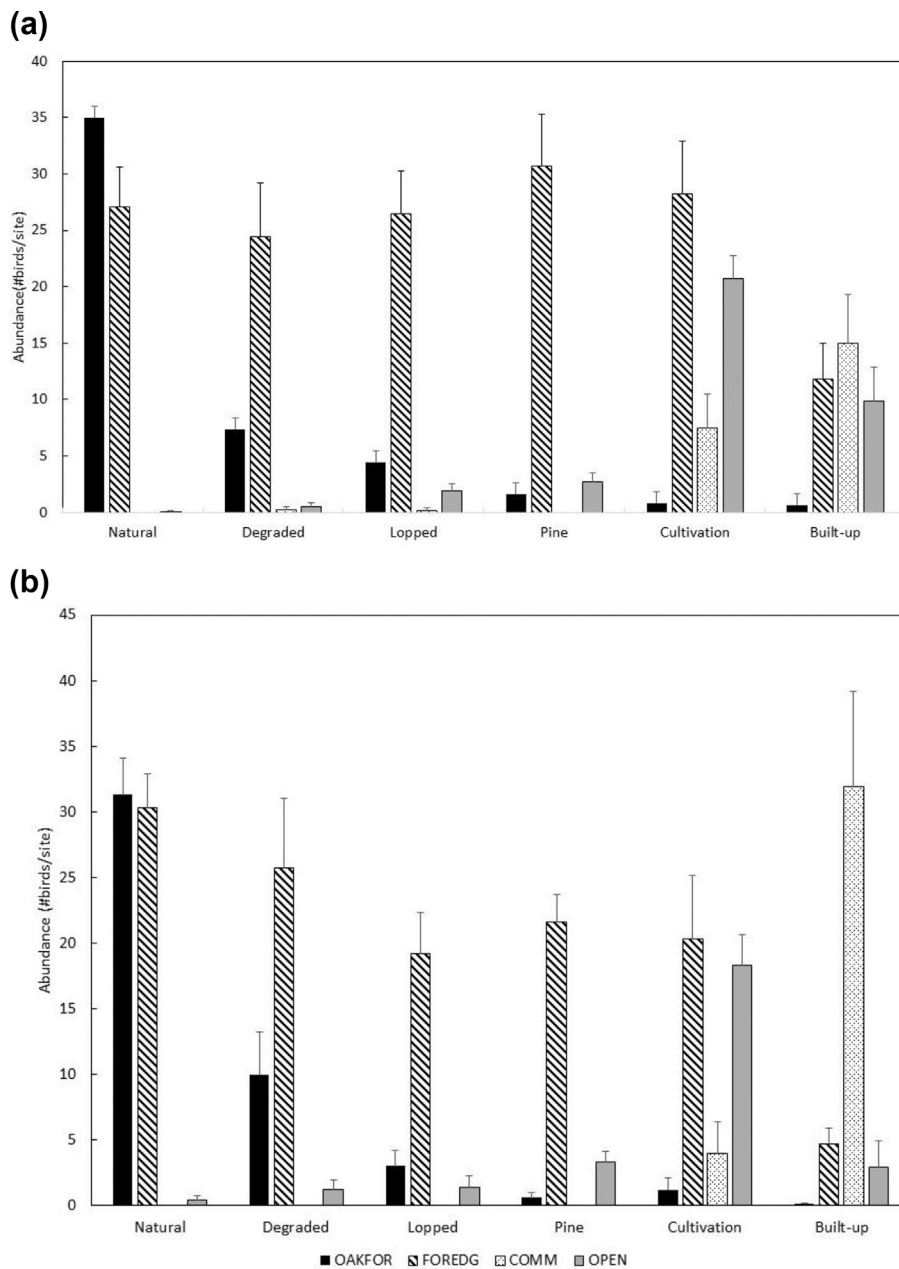 (a)
40
35
30
25
20
15
10
5
0
Abundance(#birds/site)
Natural Degraded Lopped Pine Cultivation Built-up
(b)
45
40
35
30
25
20
15
10
5
0
Abundance (#birds/site)
Natural Degraded Lopped Pine Cultivation Built-up
OAKFOR FOREDG COMM OPEN